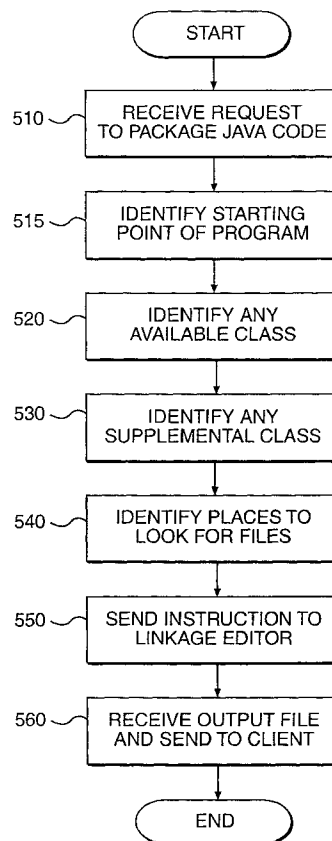 START
510
RECEIVE REQUEST
TO PACKAGE JAVA CODE
515
IDENTIFY STARTING
POINT OF PROGRAM
520
IDENTIFY ANY
AVAILABLE CLASS
530
IDENTIFY ANY
SUPPLEMENTAL CLASS
540
IDENTIFY PLACES TO
LOOK FOR FILES
550
SEND INSTRUCTION TO
LINKAGE EDITOR
560
RECEIVE OUTPUT FILE
AND SEND TO CLIENT
END